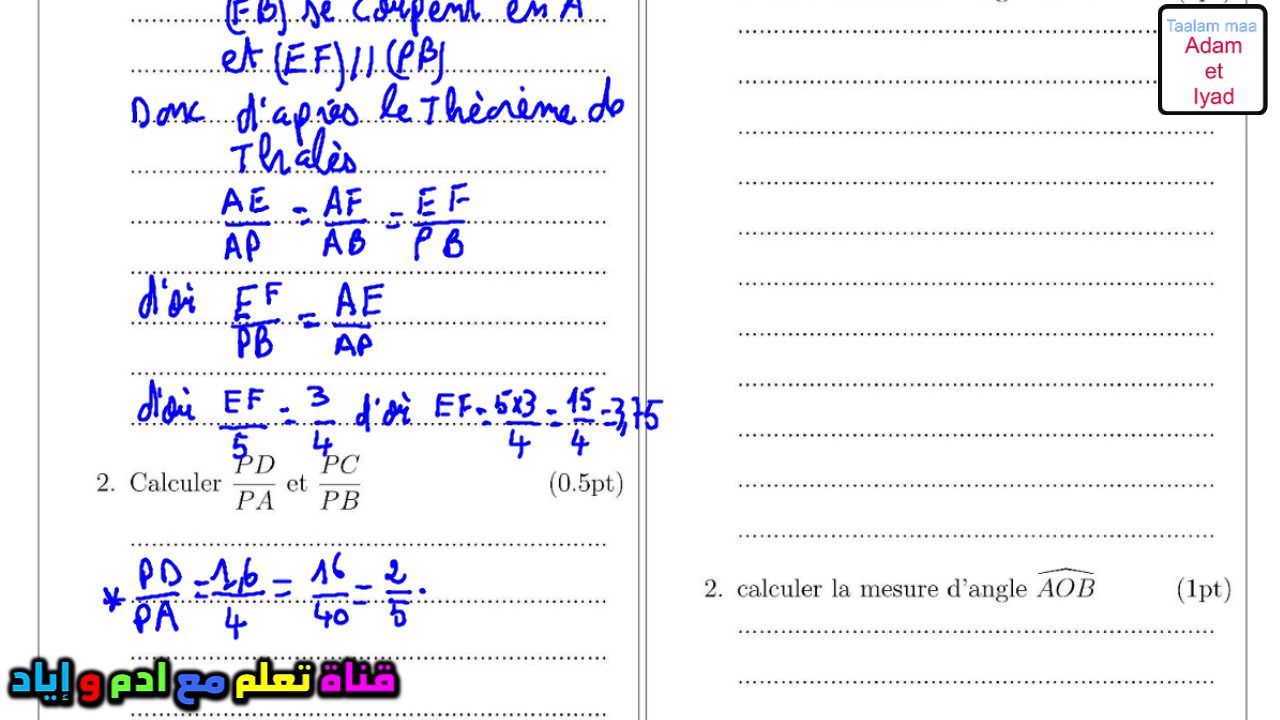 (FB) se coupent en A
et (EF)//(PB)
Donc d'après le Thèorème de
Thalès
AE/AP = AF/AB = EF/PB
d'où EF/PB = AE/AP
d'où EF/5 = 3/4 d'où EF = 5×3/4 = 15/4 = 3,75
2. Calculer PD/PA et PC/PB (0.5pt)
* PD/PA = 1,6/4 = 16/40 = 2/5.
قناة تعلم مع ادم و إياد
Taalam maa
Adam
et
Iyad
2. calculer la mesure d'angle AOB (1pt)